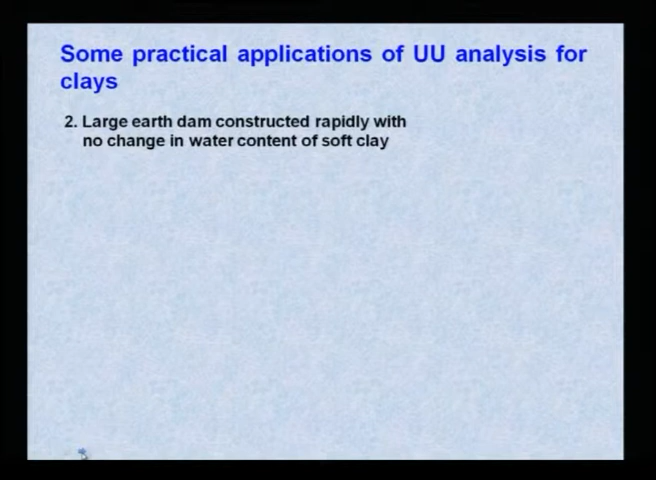 Some practical applications of UU analysis for
clays
2. Large earth dam constructed rapidly with
no change in water content of soft clay